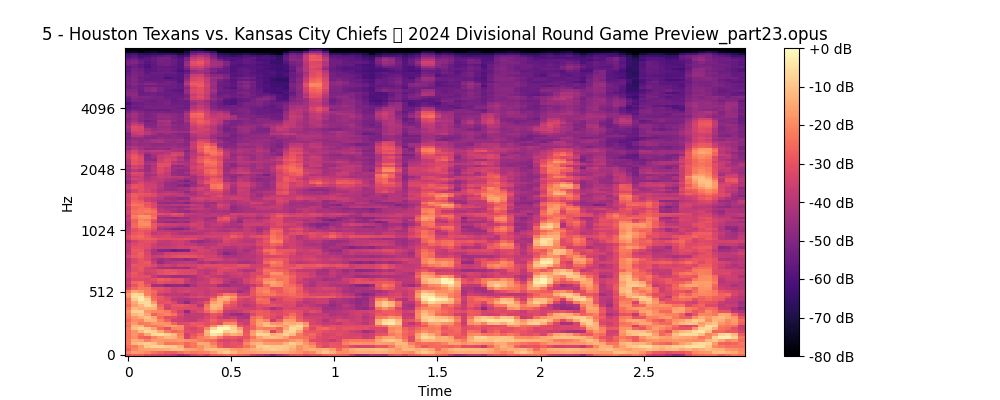 5 - Houston Texans vs. Kansas City Chiefs ▯ 2024 Divisional Round Game Preview_part23.opus
+0 dB
4096
-10 dB
-20 dB
2048
-30 dB
Hz
-40 dB
1024
-50 dB
512
-60 dB
-70 dB
0
-80 dB
0
0.5
1
1.5
2
2.5
Time